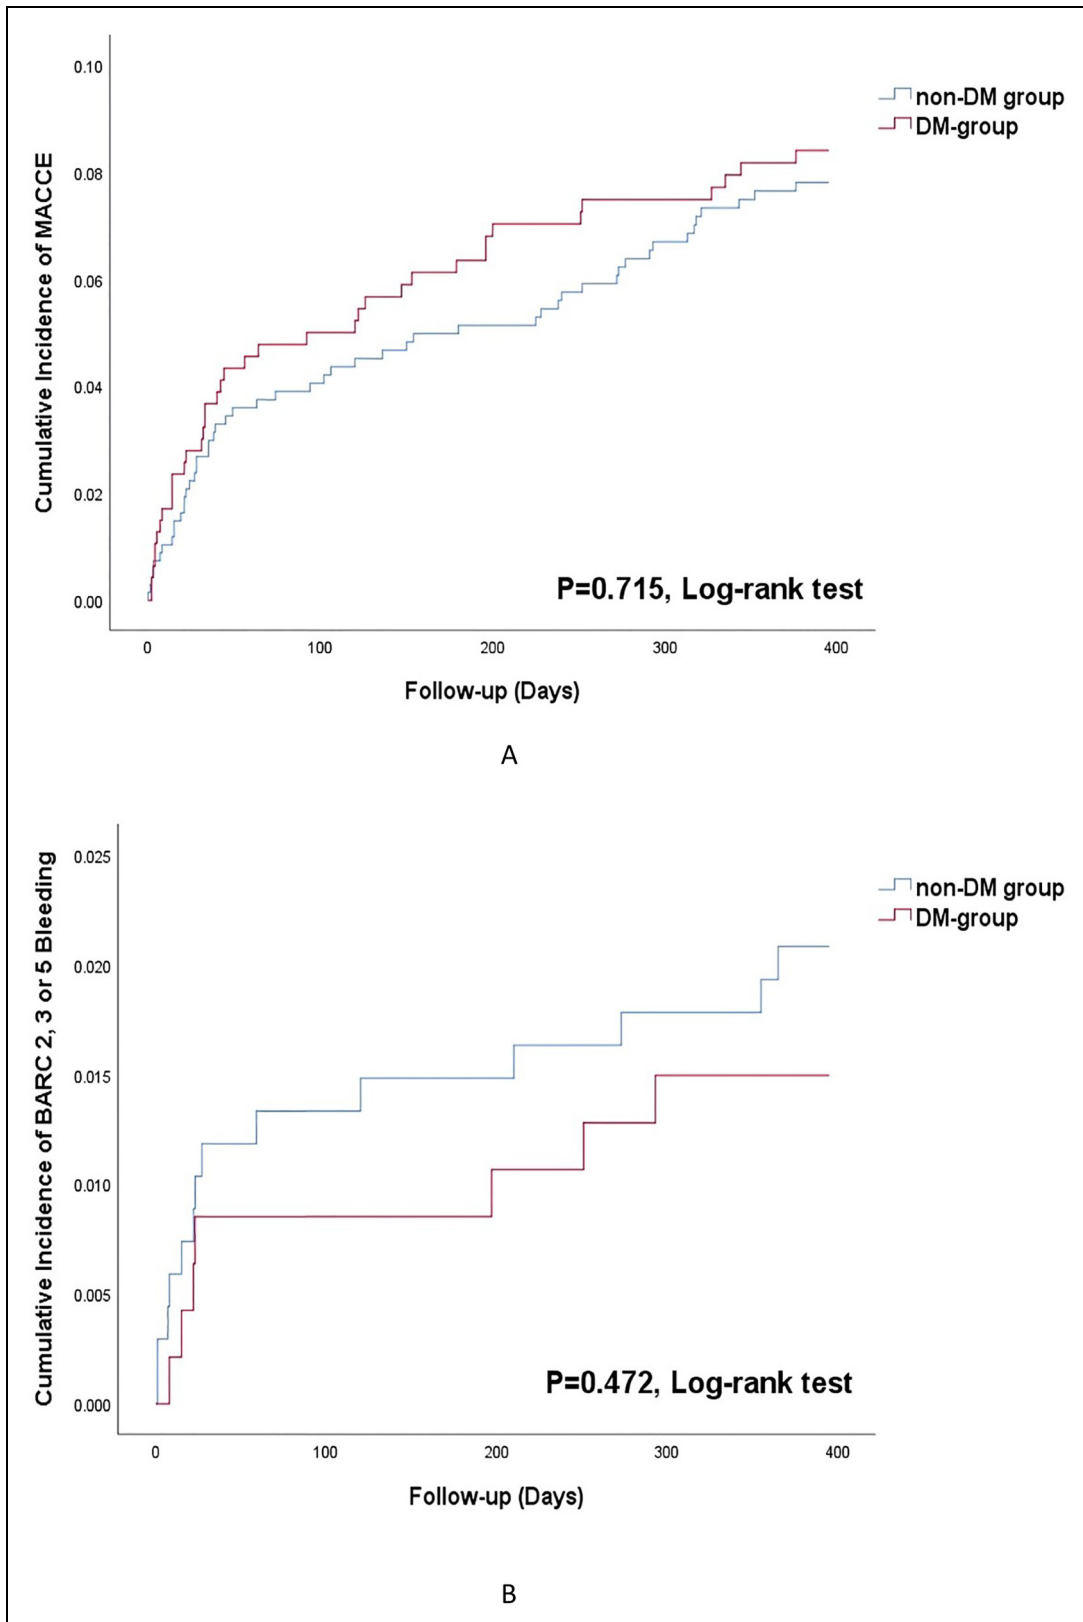 0.10
0.08
0.06
0.04
0.02
0.00
Cumulative Incidence of MACCE
non-DM group
DM-group
P=0.715, Log-rank test
0 100 200 300 400
Follow-up (Days)
A
0.025
0.020
0.015
0.010
0.005
0.000
Cumulative Incidence of BARC 2, 3 or 5 Bleeding
non-DM group
DM-group
P=0.472, Log-rank test
0 100 200 300 400
Follow-up (Days)
B